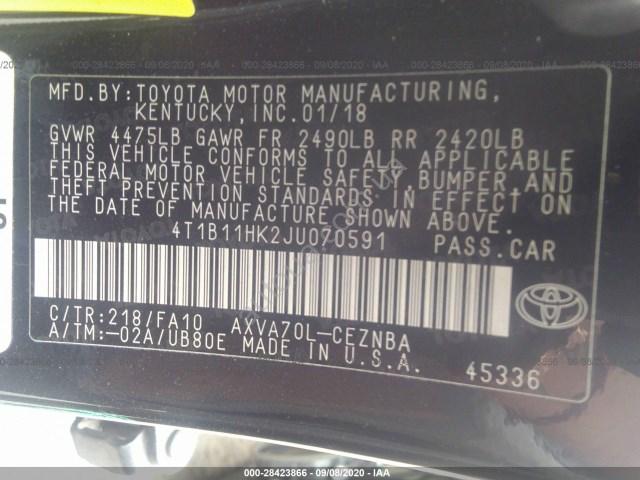 MFD.BY:TOYOTA MOTOR MANUFACTURING,
KENTUCKY,INC.01/18
GVWR 4475LB GAWR FR 2490LB RR 2420LB
THIS VEHICLE CONFORMS TO ALL APPLICABLE
FEDERAL MOTOR VEHICLE SAFETY,BUMPER,AND
THEFT PREVENTION STANDARDS IN EFFECT ON
THE DATE OF MANUFACTURE SHOWN ABOVE.
4T1B11HK2JU070591 PASS.CAR
C/TR:218/FA10 AXVA70L-CEZNBA
A/TM:-02A/UB80E MADE IN U.S.A.
45336
000-28423866 - 09/08/2020 - IAA